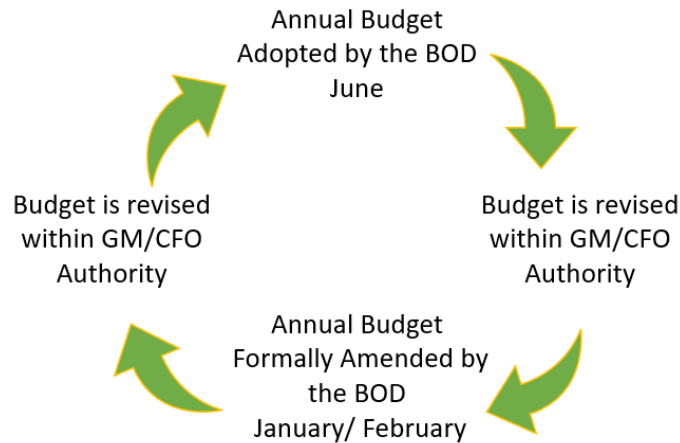 Annual Budget
Adopted by the BOD
June
Budget is revised
within GM/CFO
Authority
Annual Budget
Formally Amended by
the BOD
January/ February
Budget is revised
within GM/CFO
Authority